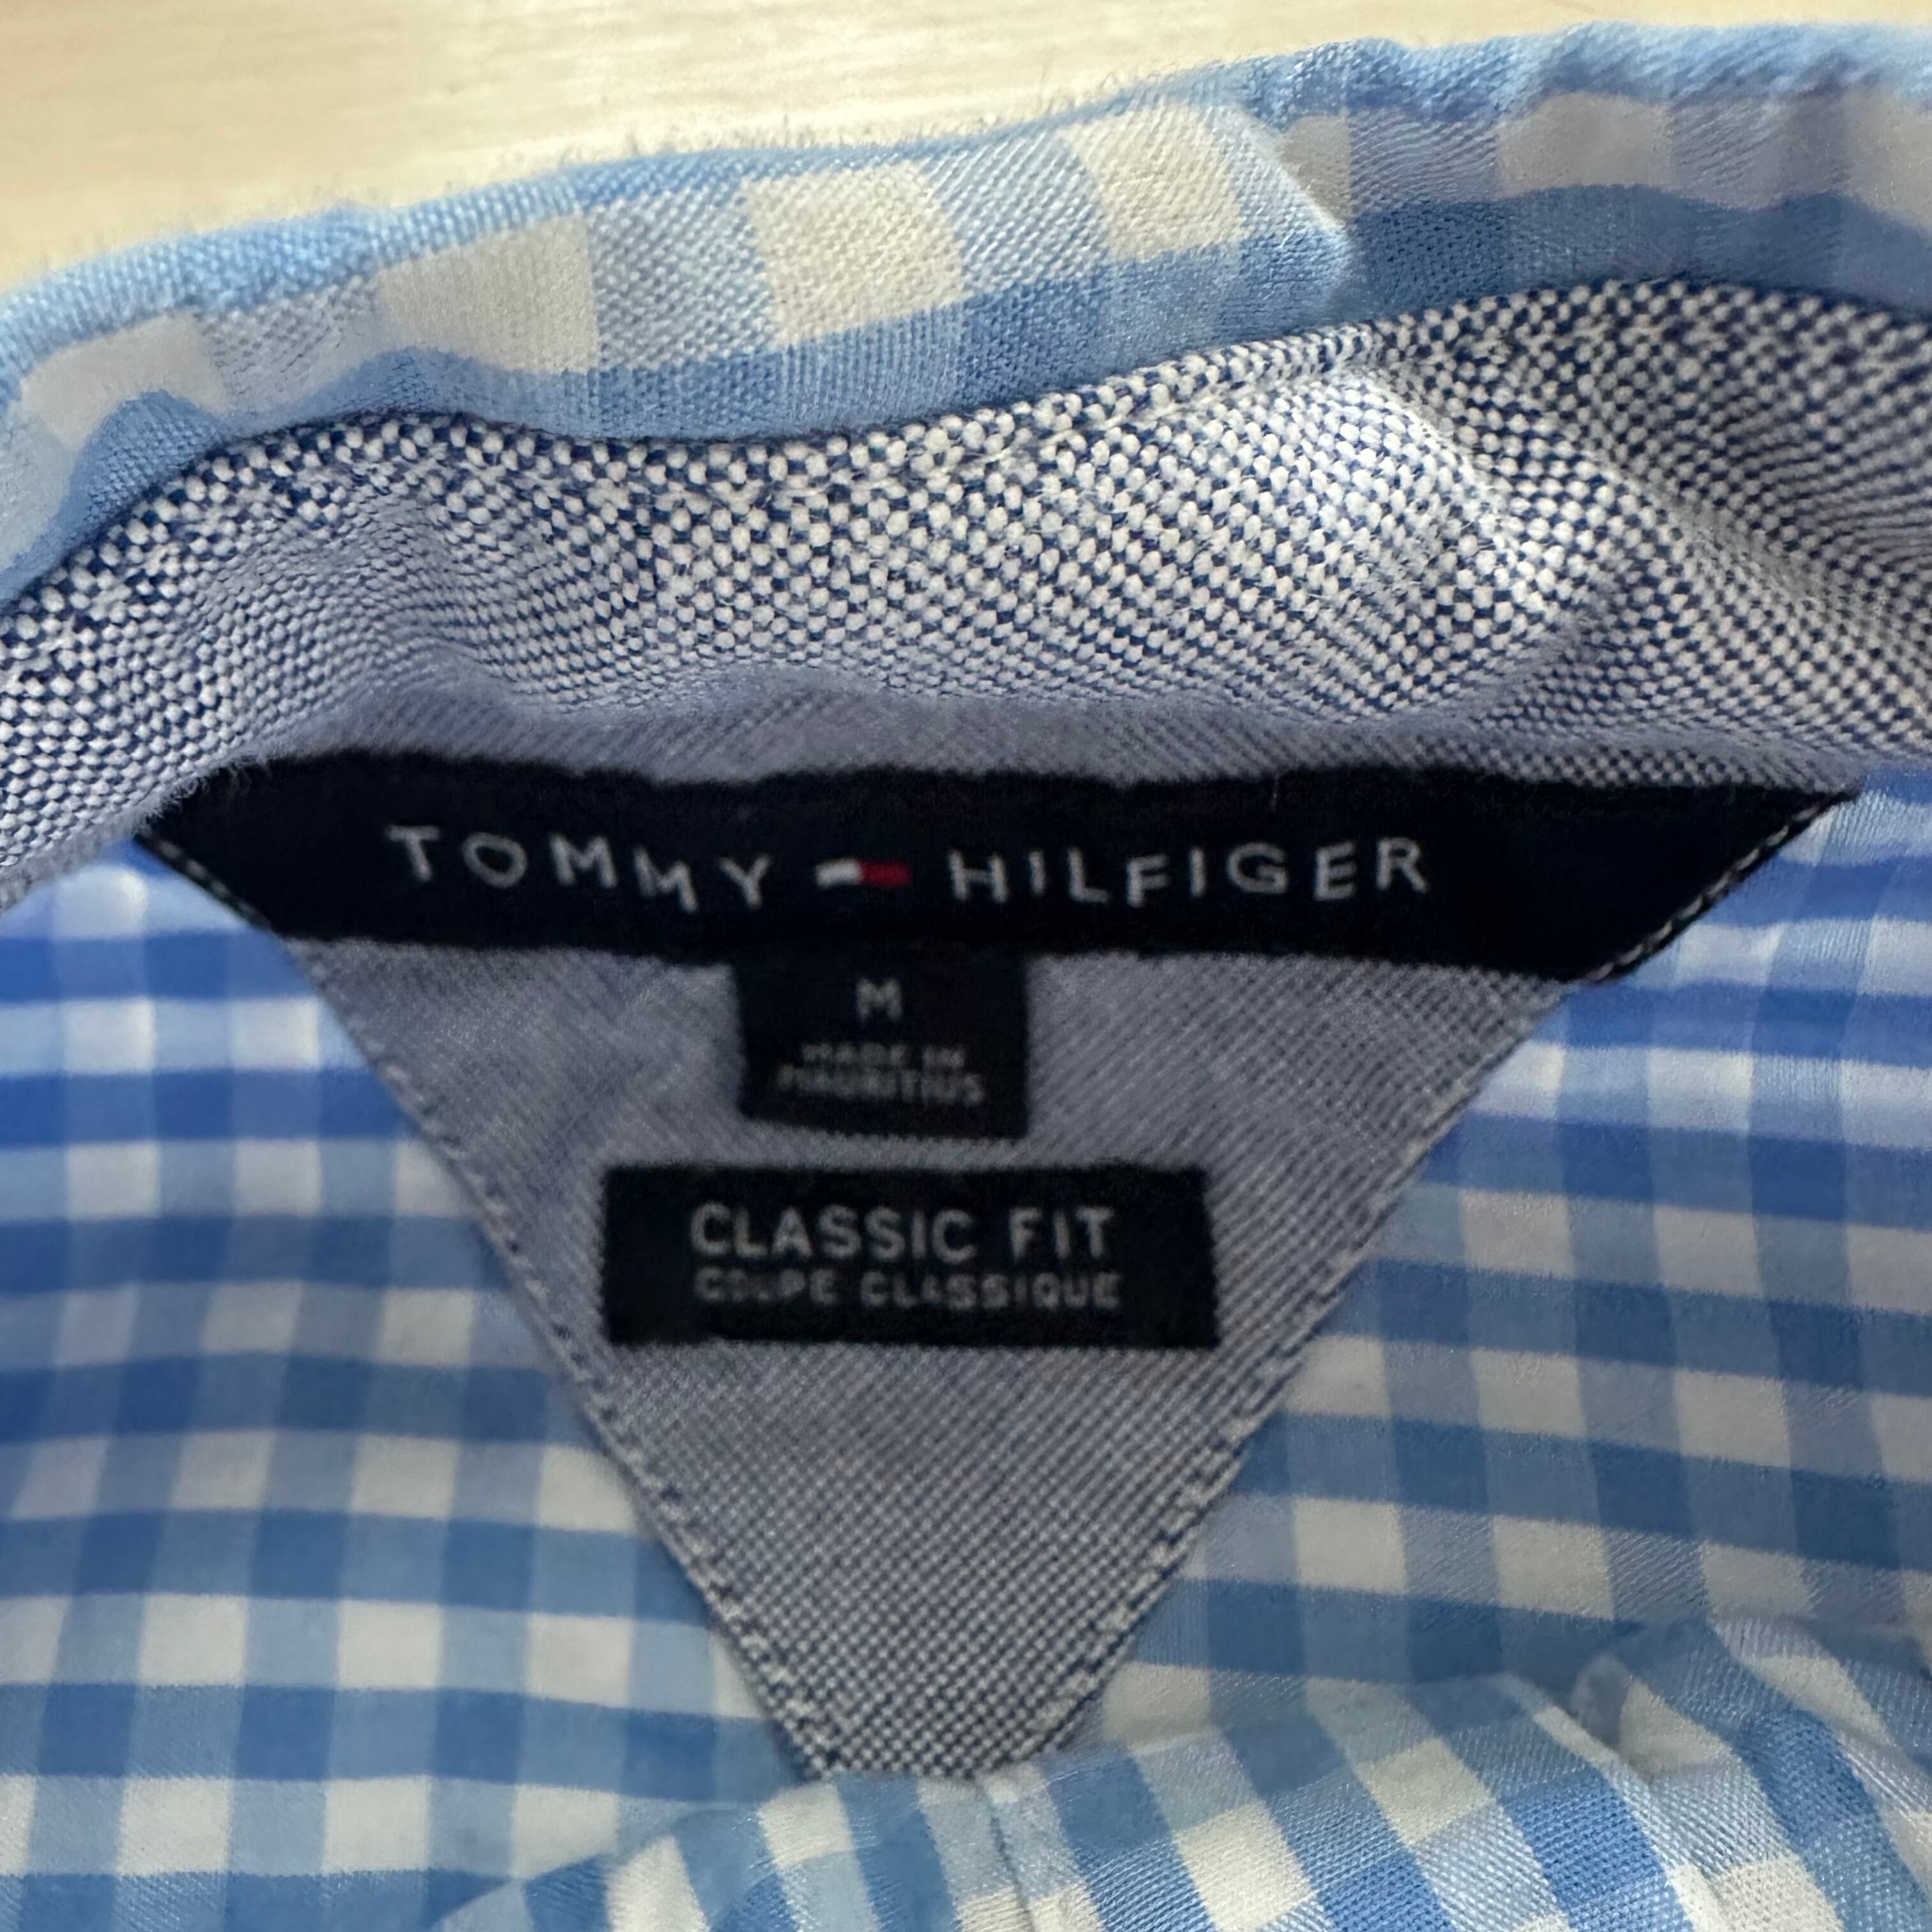 TOMMY HILFIGER
M
MADE IN
MAURITIUS
CLASSIC FIT
COUPE CLASSIQUE